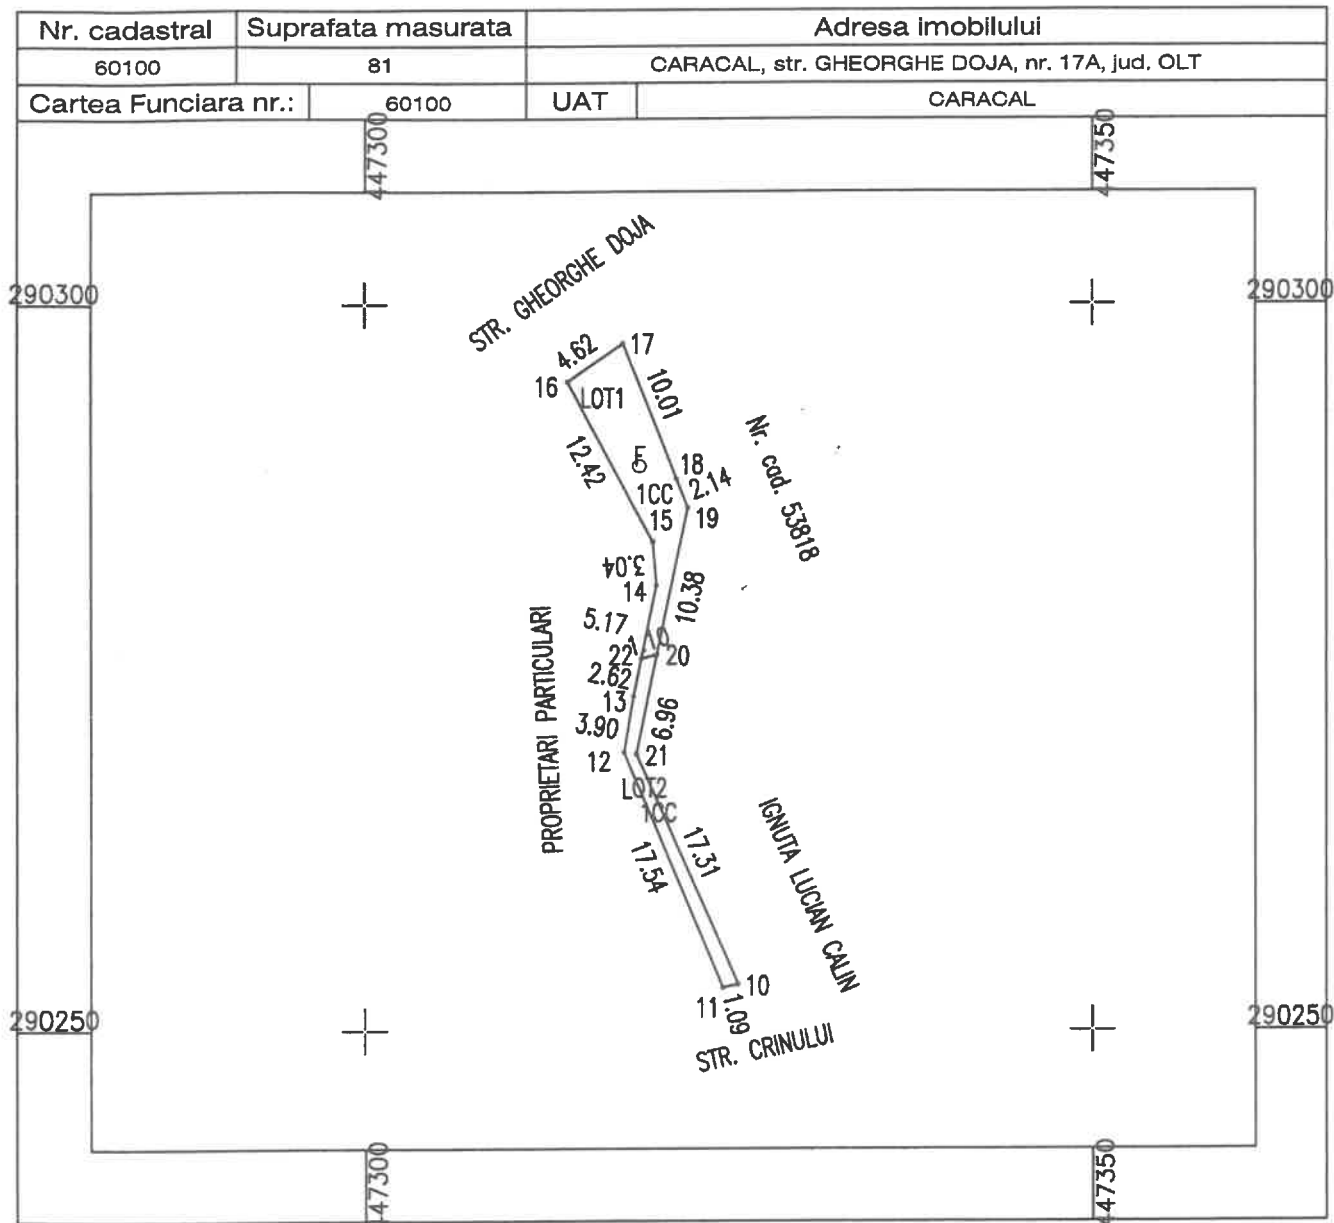 Nr. cadastral Suprafata masurata Adresa imobilului
60100 81 CARACAL, str. GHEORGHE DOJA, nr. 17A, jud. OLT
Cartea Funciara nr.: 60100 UAT CARACAL
447300 447350
290300 290300
STR. GHEORGHE DOJA
4.62
17
16
LOT1
10.01
12.42
F
18
1CC
2.14
15
19
Nr. cad. 53818
3.04
14
10.38
5.17
1.10
22
20
2.62
13
PROPRIETARI PARTICULARI
3.90
6.96
12
21
LOT2
1CC
17.31
17.54
IGNUTA LUCIAN CALIN
10
11
1.09
STR. CRINULUI
290250 290250
447300 447350